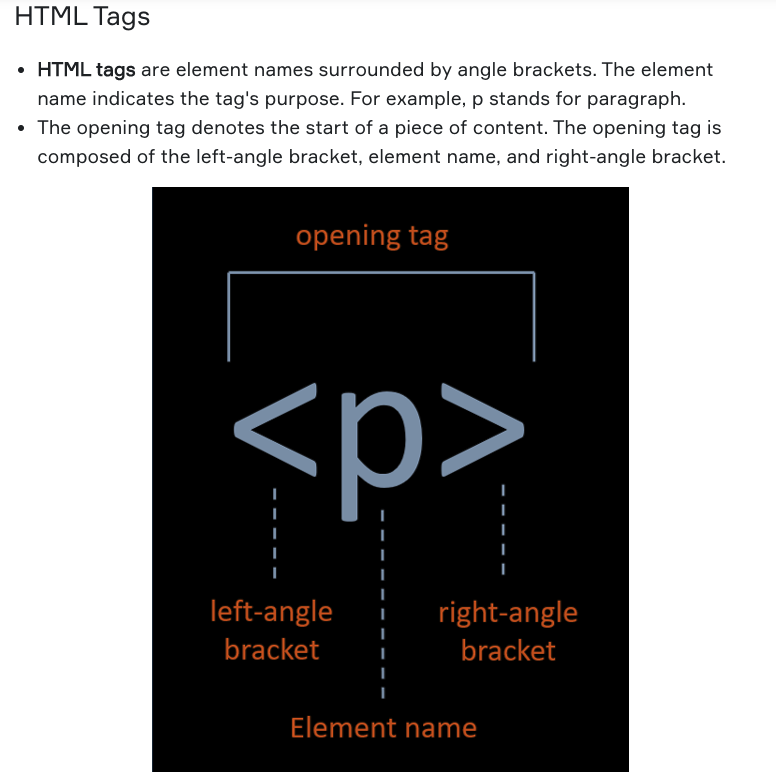 HTML Tags
• HTML tags are element names surrounded by angle brackets. The element
name indicates the tag's purpose. For example, p stands for paragraph.
• The opening tag denotes the start of a piece of content. The opening tag is
composed of the left-angle bracket, element name, and right-angle bracket.
opening tag
<p>
left-angle
bracket
right-angle
bracket
Element name